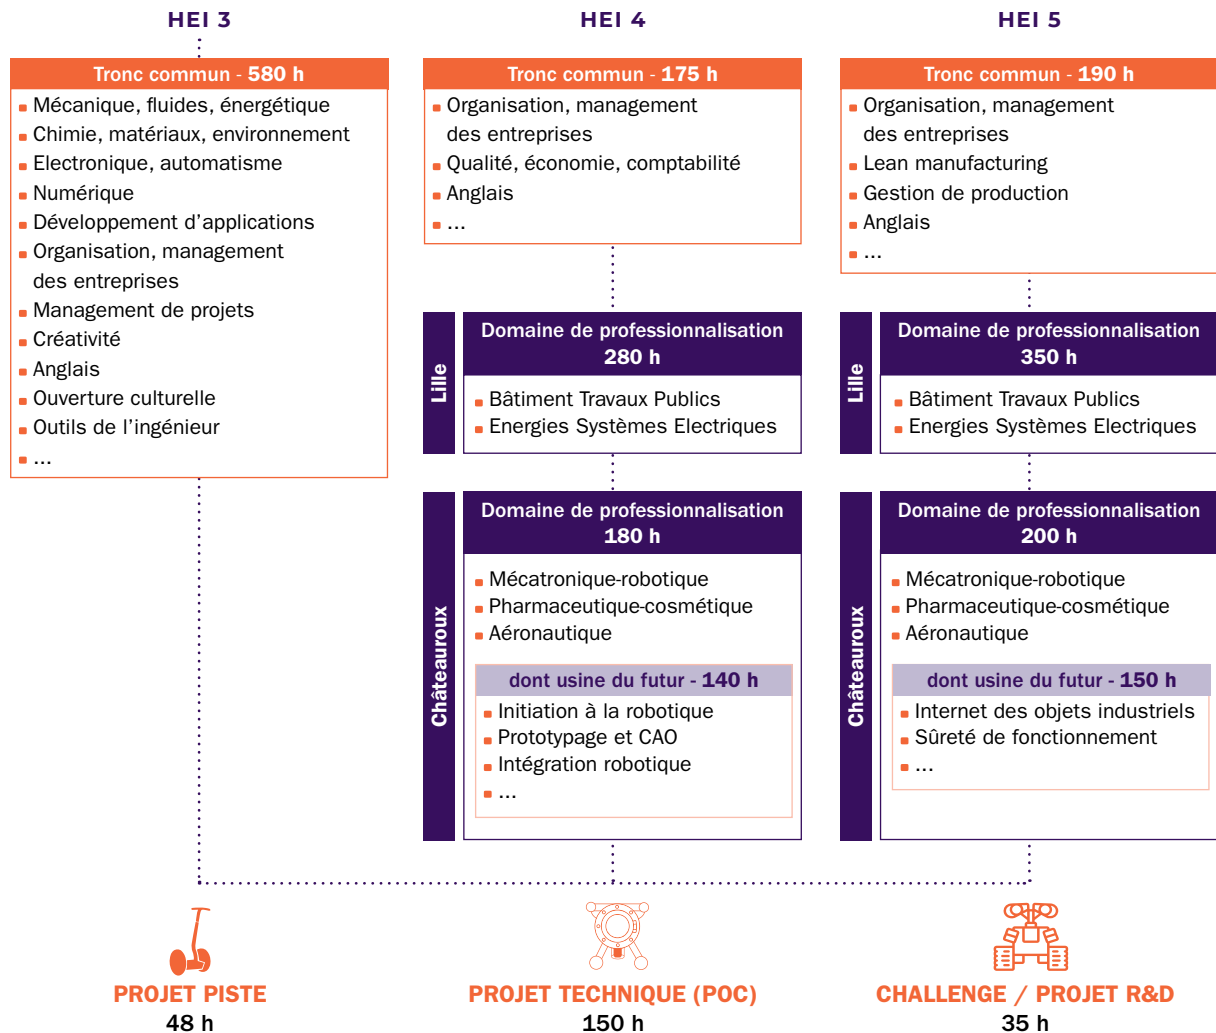 HEI 3
Tronc commun - 580 h
Mécanique, fluides, énergétique
Chimie, matériaux, environnement
Electronique, automatisme
Numérique
Développement d'applications
Organisation, management
des entreprises
Management de projets
Créativité
Anglais
Ouverture culturelle
Outils de l'ingénieur
...
HEI 4
Tronc commun - 175 h
Organisation, management
des entreprises
Qualité, économie, comptabilité
Anglais
...
Lille
Domaine de professionnalisation
280 h
Bâtiment Travaux Publics
Energies Systèmes Electriques
Châteauroux
Domaine de professionnalisation
180 h
Mécatronique-robotique
Pharmaceutique-cosmétique
Aéronautique
dont usine du futur - 140 h
Initiation à la robotique
Prototypage et CAO
Intégration robotique
...
HEI 5
Tronc commun - 190 h
Organisation, management
des entreprises
Lean manufacturing
Gestion de production
Anglais
...
Lille
Domaine de professionnalisation
350 h
Bâtiment Travaux Publics
Energies Systèmes Electriques
Châteauroux
Domaine de professionnalisation
200 h
Mécatronique-robotique
Pharmaceutique-cosmétique
Aéronautique
dont usine du futur - 150 h
Internet des objets industriels
Sûreté de fonctionnement
...
PROJET PISTE
48 h
PROJET TECHNIQUE (POC)
150 h
CHALLENGE / PROJET R&D
35 h